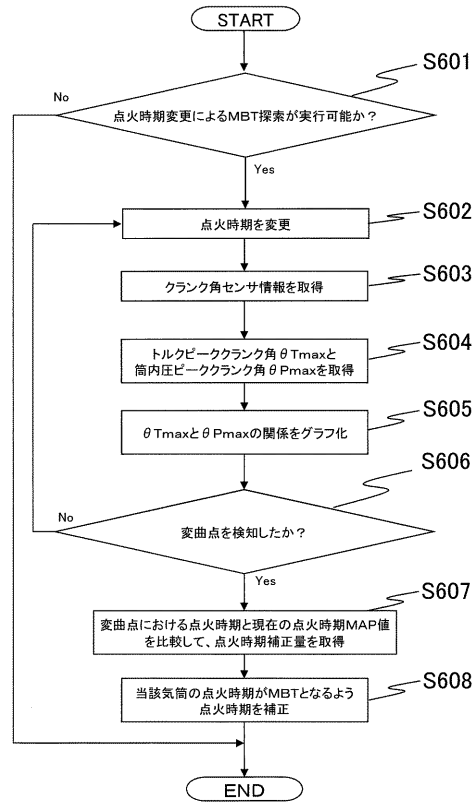 START
S601
No
点火時期変更によるMBT探索が実行可能か？
Yes
S602
点火時期を変更
S603
クランク角センサ情報を取得
S604
トルクピーククランク角θTmaxと
筒内圧ピーククランク角θPmaxを取得
S605
θTmaxとθPmaxの関係をグラフ化
S606
No
変曲点を検知したか？
Yes
S607
変曲点における点火時期と現在の点火時期MAP値
を比較して、点火時期補正量を取得
S608
当該気筒の点火時期がMBTとなるよう
点火時期を補正
END